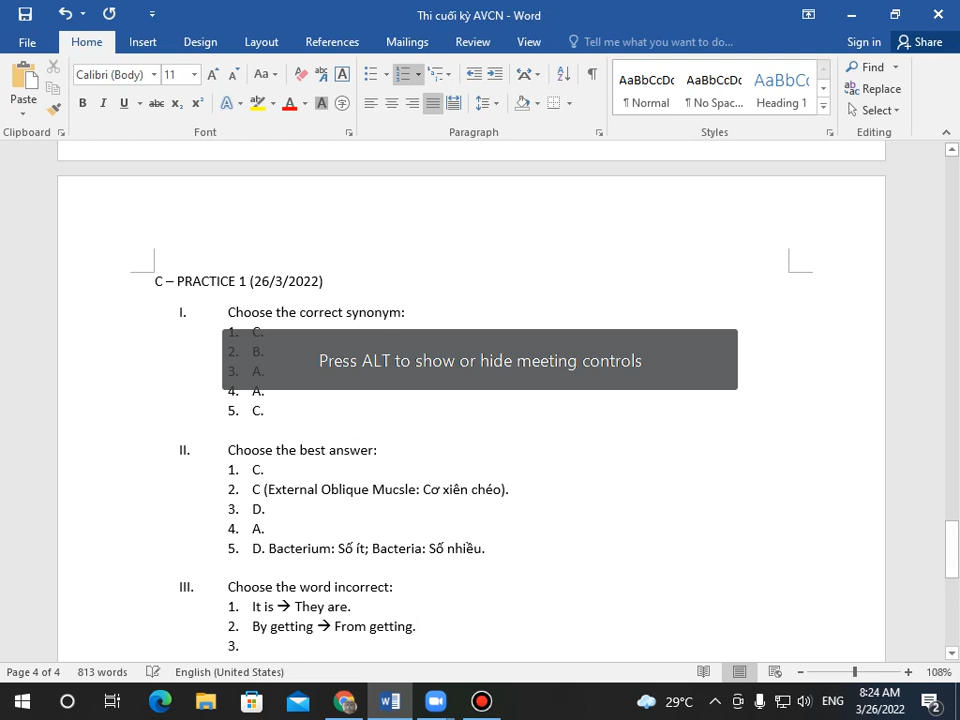 Thi cuối kỳ AVCN - Word
File Home Insert Design Layout References Mailings Review View Tell me what you want to do... Sign in Share
Paste
Calibri (Body) 11 Aa
B I U abc X₂ X² A A A
AaBbCcDc AaBbCcDc AaBbCc
¶ Normal ¶ No Spac... Heading 1
Find
Replace
Select
Clipboard Font Paragraph Styles Editing
C – PRACTICE 1 (26/3/2022)
I. Choose the correct synonym:
1. C.
2. B.
Press ALT to show or hide meeting controls
3. A.
4. A.
5. C.
II. Choose the best answer:
1. C.
2. C (External Oblique Mucsle: Cơ xiên chéo).
3. D.
4. A.
5. D. Bacterium: Số ít; Bacteria: Số nhiều.
III. Choose the word incorrect:
1. It is → They are.
2. By getting → From getting.
3.
Page 4 of 4 813 words English (United States) 108%
29°C ENG 8:24 AM
3/26/2022
2